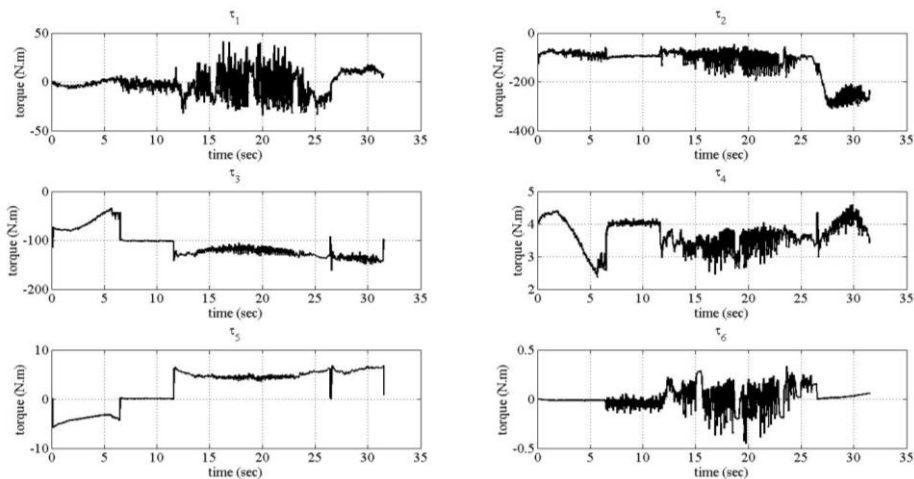 τ1 τ2
50 0
torque (N.m) 0 torque (N.m) -200
-50 -400
0 5 10 15 20 25 30 35 0 5 10 15 20 25 30 35
time (sec) time (sec)
τ3 τ4
0 5
torque (N.m) -100 torque (N.m) 4
3
-200 2
0 5 10 15 20 25 30 35 0 5 10 15 20 25 30 35
time (sec) time (sec)
τ5 τ6
10 0.5
torque (N.m) 0 torque (N.m) 0
-10 -0.5
0 5 10 15 20 25 30 35 0 5 10 15 20 25 30 35
time (sec) time (sec)